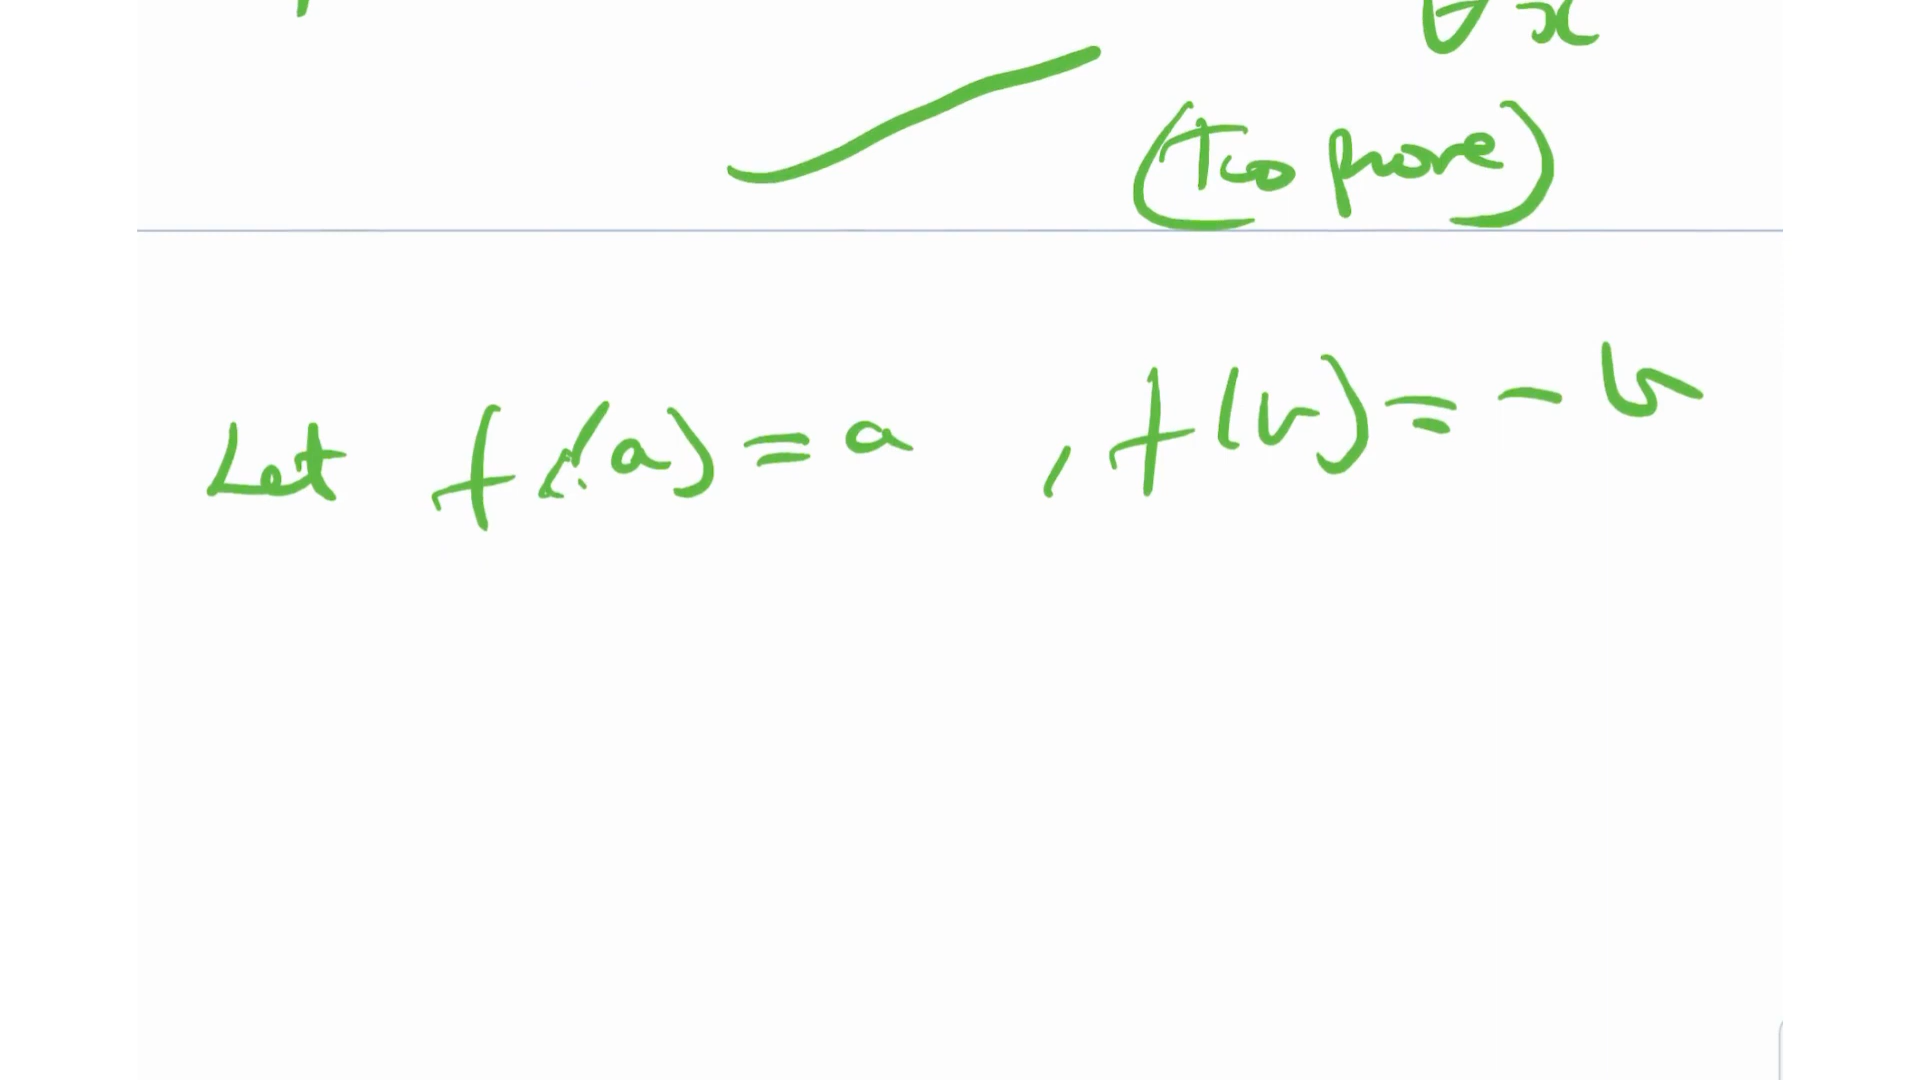 ∀x
(To prove)
Let f(a) = a , f(b) = - b